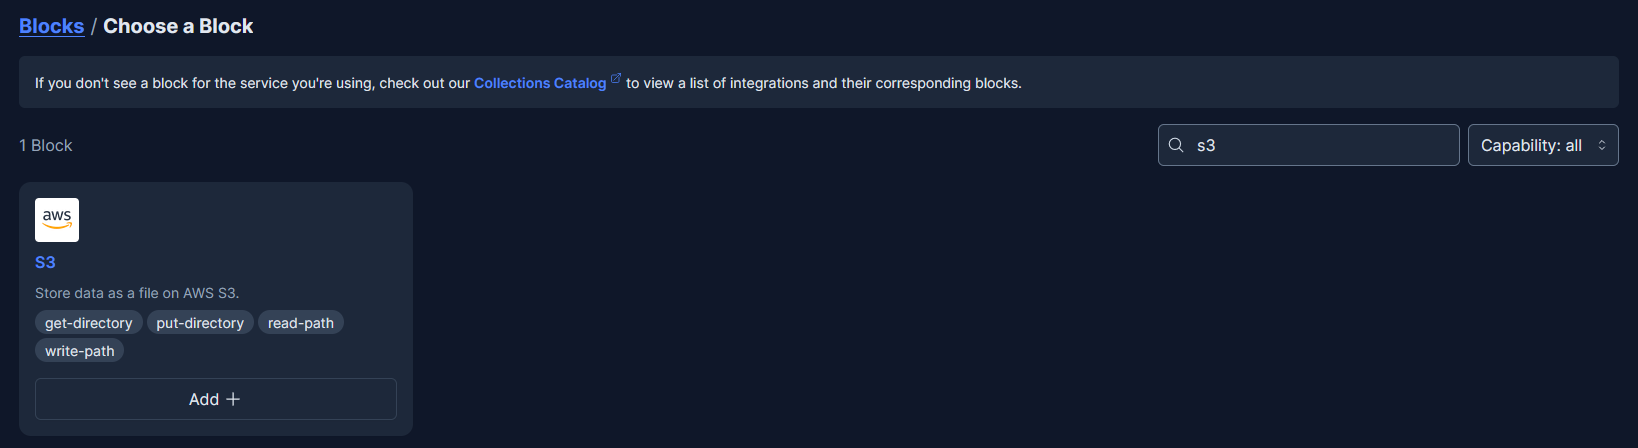 Blocks / Choose a Block
If you don't see a block for the service you're using, check out our Collections Catalog to view a list of integrations and their corresponding blocks.
1 Block
s3
Capability: all
aws
S3
Store data as a file on AWS S3.
get-directory put-directory read-path
write-path
Add +